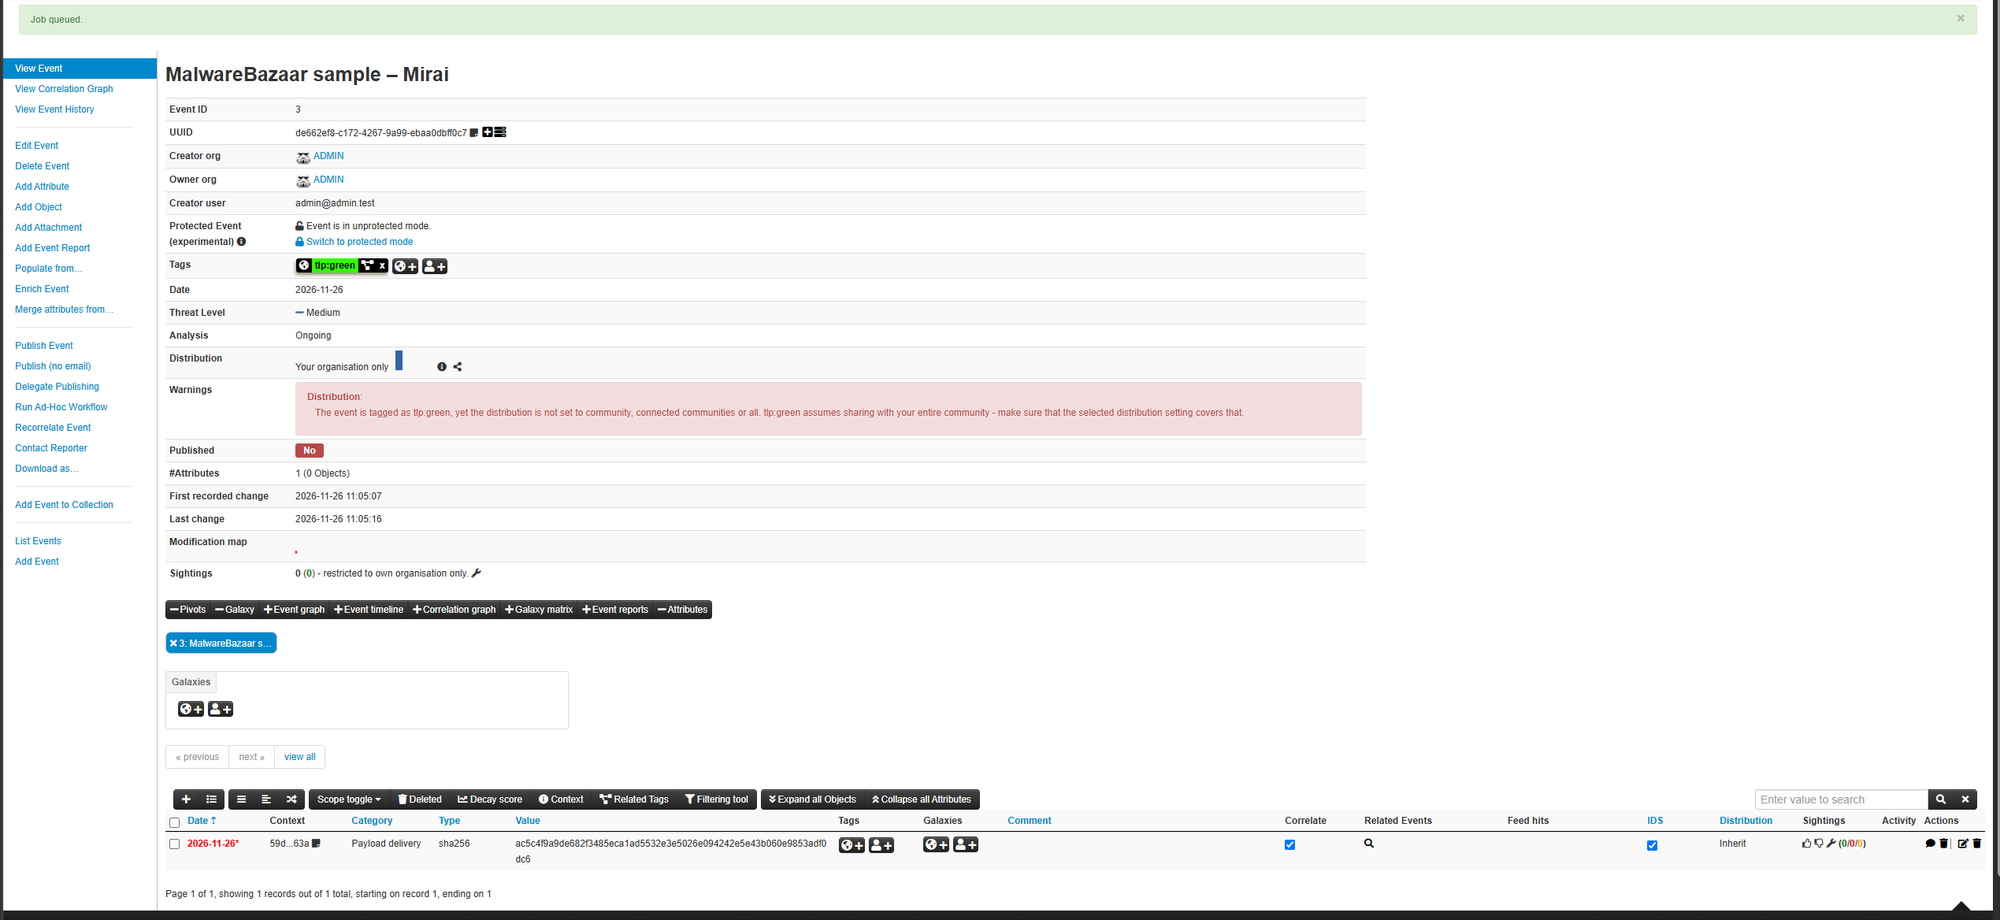 Job queued.
×
View Event
View Correlation Graph
View Event History
Edit Event
Delete Event
Add Attribute
Add Object
Add Attachment
Add Event Report
Populate from...
Enrich Event
Merge attributes from...
Publish Event
Publish (no email)
Delegate Publishing
Run Ad-Hoc Workflow
Recorrelate Event
Contact Reporter
Download as...
Add Event to Collection
List Events
Add Event
MalwareBazaar sample – Mirai
Event ID 3
UUID de662ef8-c172-4267-9a99-ebaa0dbff0c7
Creator org ADMIN
Owner org ADMIN
Creator user admin@admin.test
Protected Event (experimental) Event is in unprotected mode.
Switch to protected mode
Tags tlp:green x
Date 2026-11-26
Threat Level Medium
Analysis Ongoing
Distribution Your organisation only
Warnings Distribution:
The event is tagged as tlp:green, yet the distribution is not set to community, connected communities or all. tlp:green assumes sharing with your entire community - make sure that the selected distribution setting covers that.
Published No
#Attributes 1 (0 Objects)
First recorded change 2026-11-26 11:05:07
Last change 2026-11-26 11:05:16
Modification map
Sightings 0 (0) - restricted to own organisation only.
Pivots Galaxy Event graph Event timeline Correlation graph Galaxy matrix Event reports Attributes
3: MalwareBazaar s...
Galaxies
« previous next » view all
Scope toggle Deleted Decay score Context Related Tags Filtering tool Expand all Objects Collapse all Attributes Enter value to search
Date ↑ Context Category Type Value Tags Galaxies Comment Correlate Related Events Feed hits IDS Distribution Sightings Activity Actions
2026-11-26* 59d...63a Payload delivery sha256 ac5c4f9a9de682f3485eca1ad5532e3e5026e094242e5e43b060e9853adf0 Inherit (0/0/0)
dc6
Page 1 of 1, showing 1 records out of 1 total, starting on record 1, ending on 1